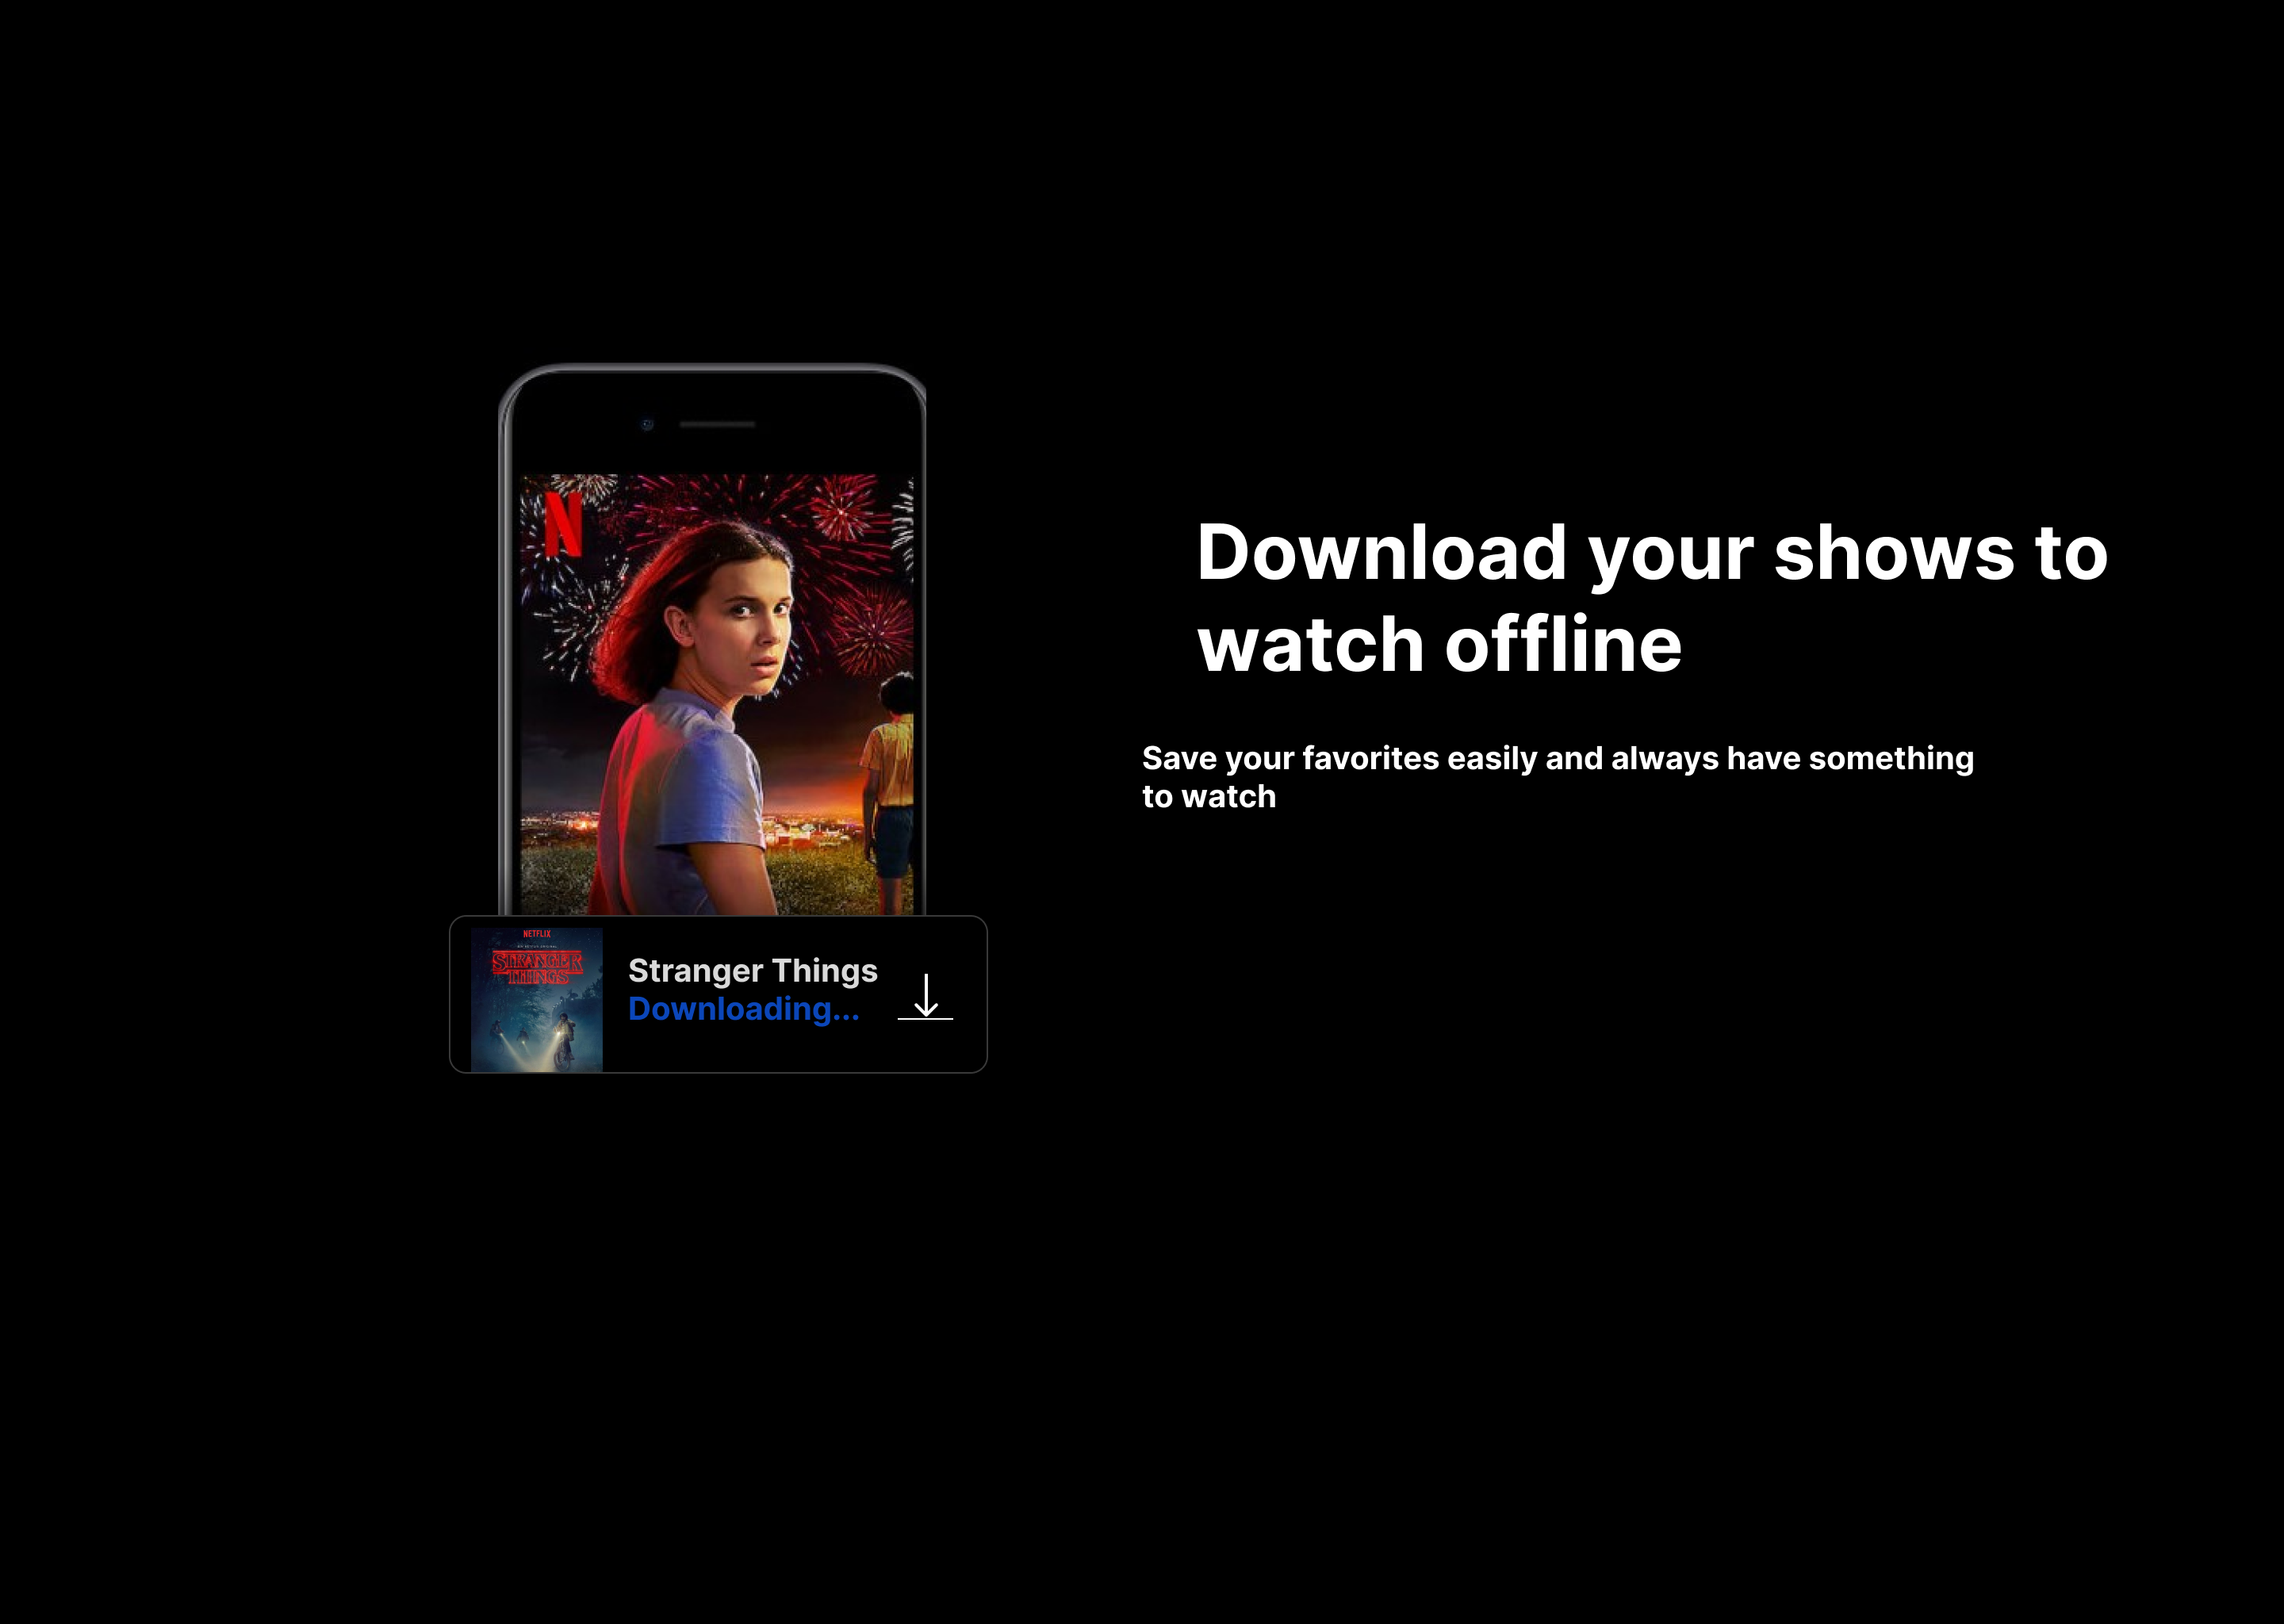 Download your shows to
watch offline
Save your favorites easily and always have something
to watch
N
NETFLIX
STRANGER
THINGS
Stranger Things
Downloading...